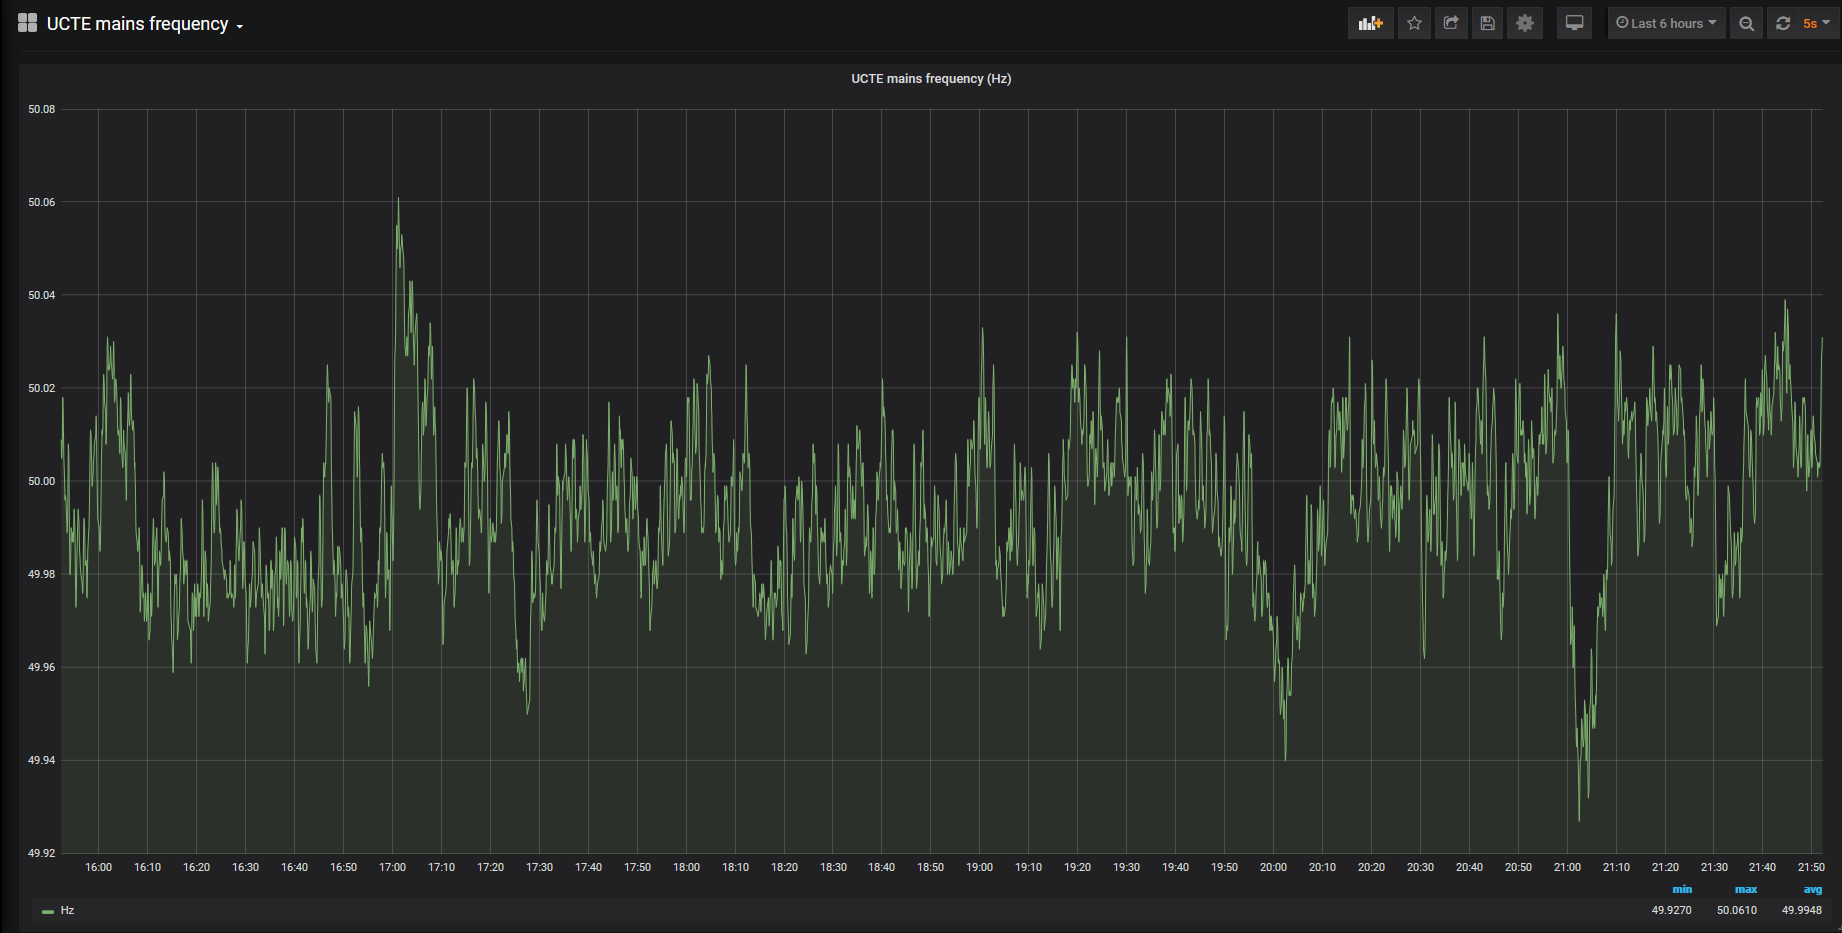 UCTE mains frequency
Last 6 hours
5s
UCTE mains frequency (Hz)
50.08
50.06
50.04
50.02
50.00
49.98
49.96
49.94
49.92
16:00 16:10 16:20 16:30 16:40 16:50 17:00 17:10 17:20 17:30 17:40 17:50 18:00 18:10 18:20 18:30 18:40 18:50 19:00 19:10 19:20 19:30 19:40 19:50 20:00 20:10 20:20 20:30 20:40 20:50 21:00 21:10 21:20 21:30 21:40 21:50
min max avg
Hz 49.9270 50.0610 49.9948